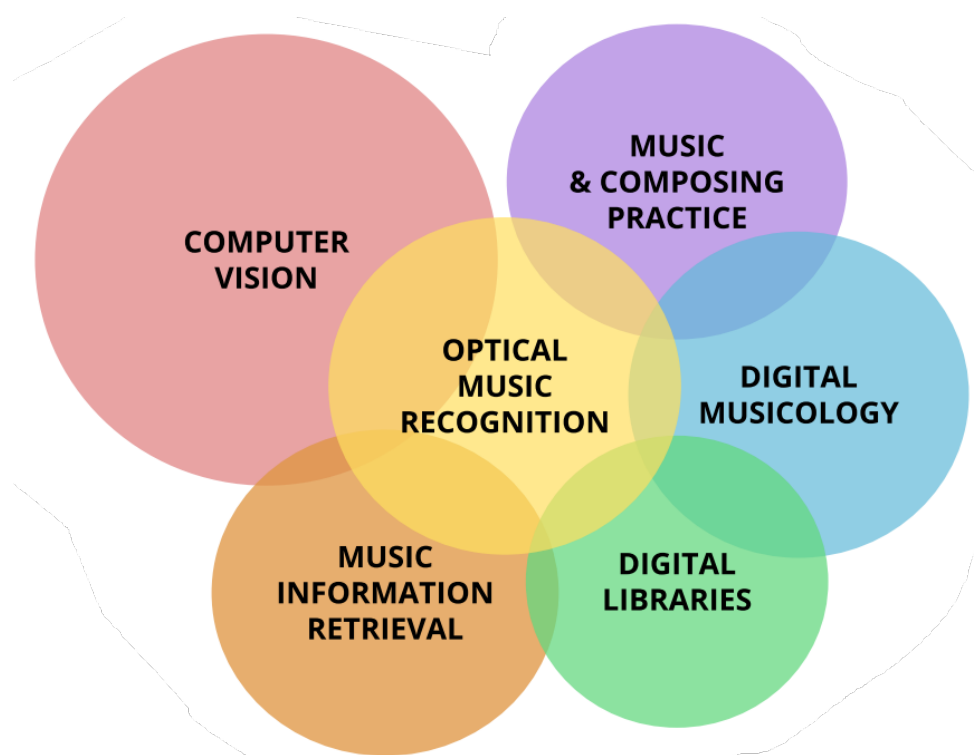 MUSIC
& COMPOSING
PRACTICE
COMPUTER
VISION
OPTICAL
MUSIC
RECOGNITION
DIGITAL
MUSICOLOGY
MUSIC
INFORMATION
RETRIEVAL
DIGITAL
LIBRARIES